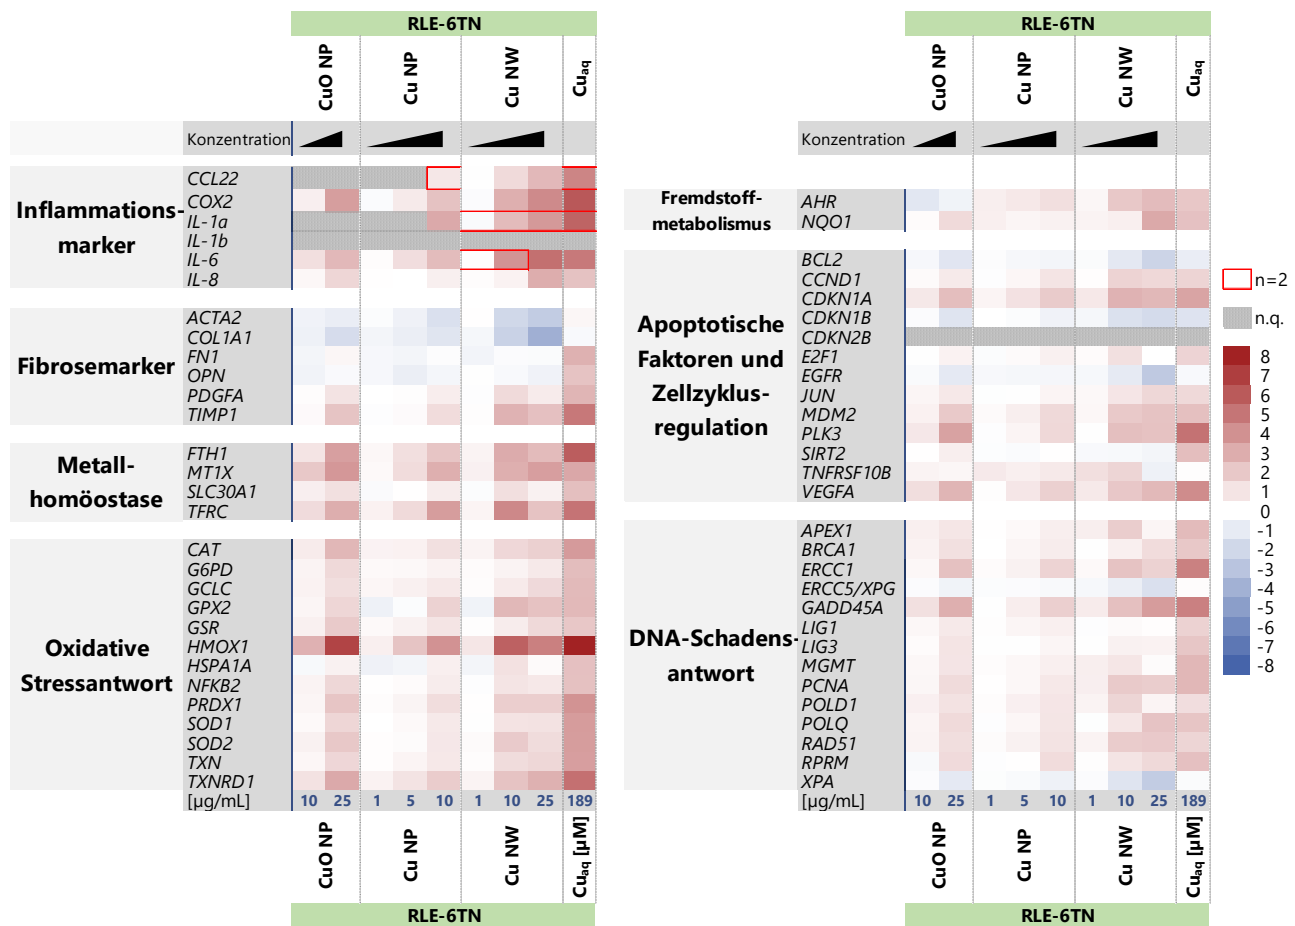 RLE-6TN
CuO NP
Cu NP
Cu NW
Cuaq
Konzentration
Inflammations-
marker
CCL22
COX2
IL-1a
IL-1b
IL-6
IL-8
Fibrosemarker
ACTA2
COL1A1
FN1
OPN
PDGFA
TIMP1
Metall-
homöostase
FTH1
MT1X
SLC30A1
TFRC
Oxidative
Stressantwort
CAT
G6PD
GCLC
GPX2
GSR
HMOX1
HSPA1A
NFKB2
PRDX1
SOD1
SOD2
TXN
TXNRD1
[µg/mL] 10 25 1 5 10 1 10 25 189
CuO NP
Cu NP
Cu NW
Cuaq [µM]
RLE-6TN
RLE-6TN
CuO NP
Cu NP
Cu NW
Cuaq
Konzentration
Fremdstoff-
metabolismus
AHR
NQO1
Apoptotische
Faktoren und
Zellzyklus-
regulation
BCL2
CCND1
CDKN1A
CDKN1B
CDKN2B
E2F1
EGFR
JUN
MDM2
PLK3
SIRT2
TNFRSF10B
VEGFA
DNA-Schadens-
antwort
APEX1
BRCA1
ERCC1
ERCC5/XPG
GADD45A
LIG1
LIG3
MGMT
PCNA
POLD1
POLQ
RAD51
RPRM
XPA
[µg/mL] 10 25 1 5 10 1 10 25 189
CuO NP
Cu NP
Cu NW
Cuaq [µM]
RLE-6TN
n=2
n.q.
8
7
6
5
4
3
2
1
0
-1
-2
-3
-4
-5
-6
-7
-8